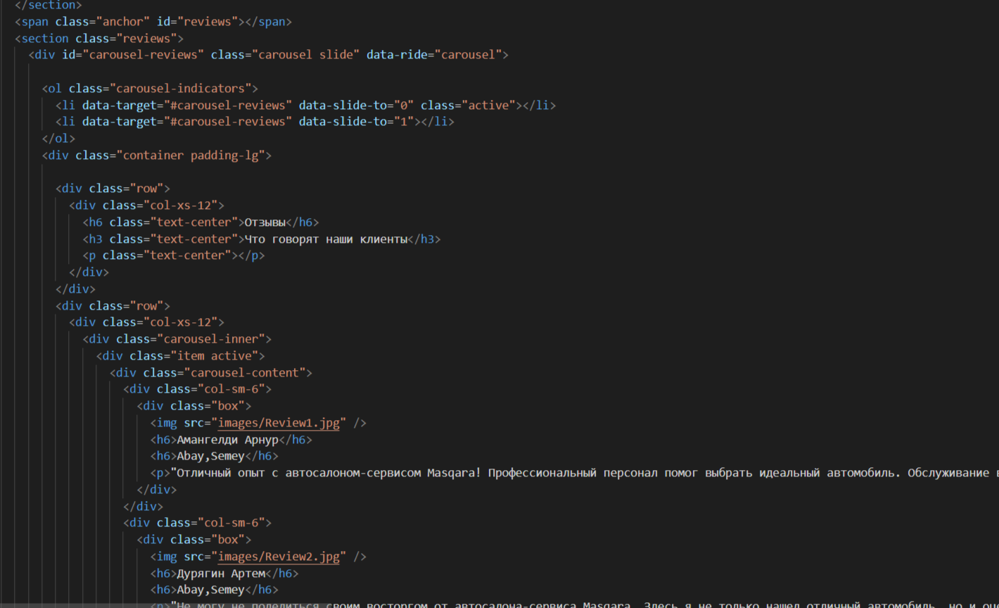 </section>
<span class="anchor" id="reviews"></span>
<section class="reviews">
<div id="carousel-reviews" class="carousel slide" data-ride="carousel">
<ol class="carousel-indicators">
<li data-target="#carousel-reviews" data-slide-to="0" class="active"></li>
<li data-target="#carousel-reviews" data-slide-to="1"></li>
</ol>
<div class="container padding-lg">
<div class="row">
<div class="col-xs-12">
<h6 class="text-center">Отзывы</h6>
<h3 class="text-center">Что говорят наши клиенты</h3>
<p class="text-center"></p>
</div>
</div>
<div class="row">
<div class="col-xs-12">
<div class="carousel-inner">
<div class="item active">
<div class="carousel-content">
<div class="col-sm-6">
<div class="box">
<img src="images/Review1.jpg" />
<h6>Амангелди Арнур</h6>
<h6>Abay,Semey</h6>
<p>"Отличный опыт с автосалоном-сервисом Masqara! Профессиональный персонал помог выбрать идеальный автомобиль. Обслуживание
</div>
</div>
<div class="col-sm-6">
<div class="box">
<img src="images/Review2.jpg" />
<h6>Дурягин Артем</h6>
<h6>Abay,Semey</h6>
<p>"Не могу не поделиться своим восторгом от автосалона-сервиса Masqara. Здесь я не только нашел отличный автомобиль, но и